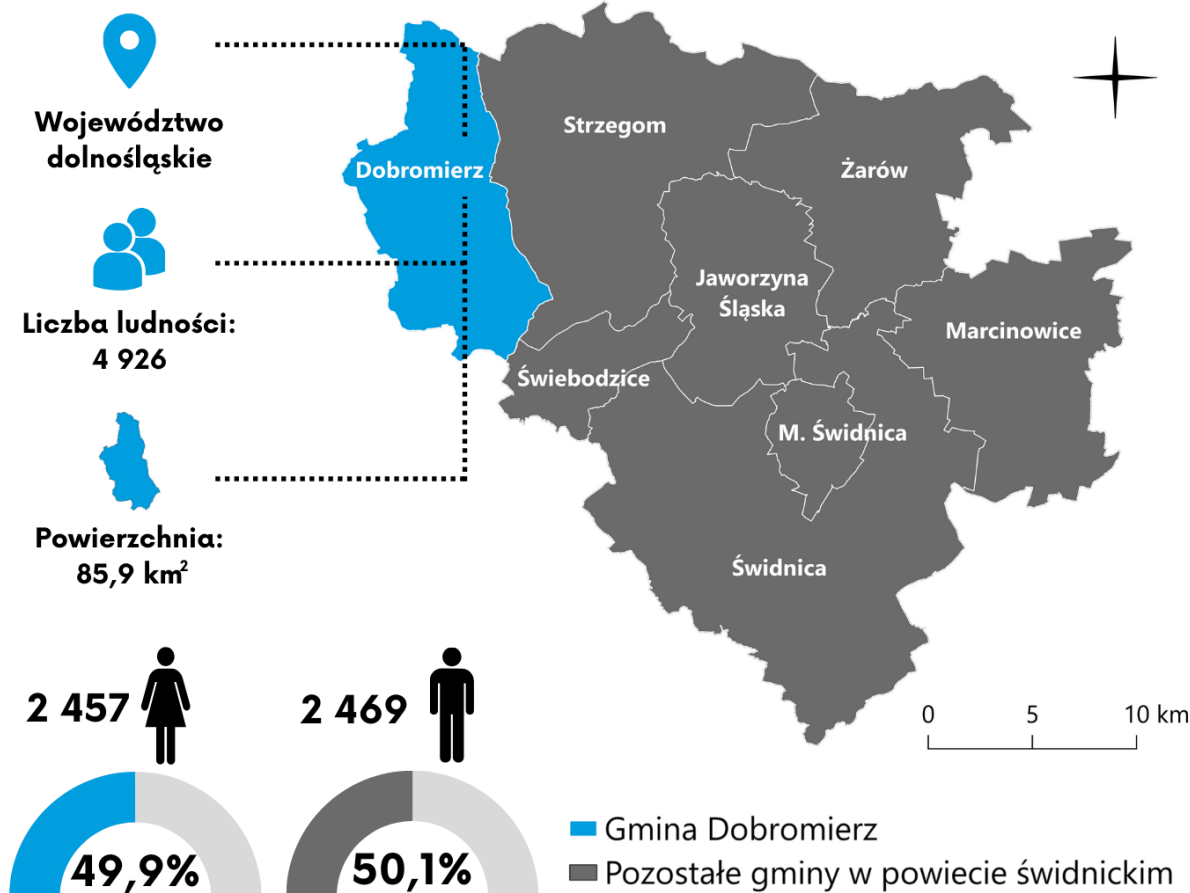 Województwo
dolnośląskie
Liczba ludności:
4 926
Powierzchnia:
85,9 km²
Dobromierz
Strzegom
Żarów
Jaworzyna
Śląska
Marcinowice
Świebodzice
M. Świdnica
Świdnica
2 457
2 469
49,9%
50,1%
0 5 10 km
Gmina Dobromierz
Pozostałe gminy w powiecie świdnickim